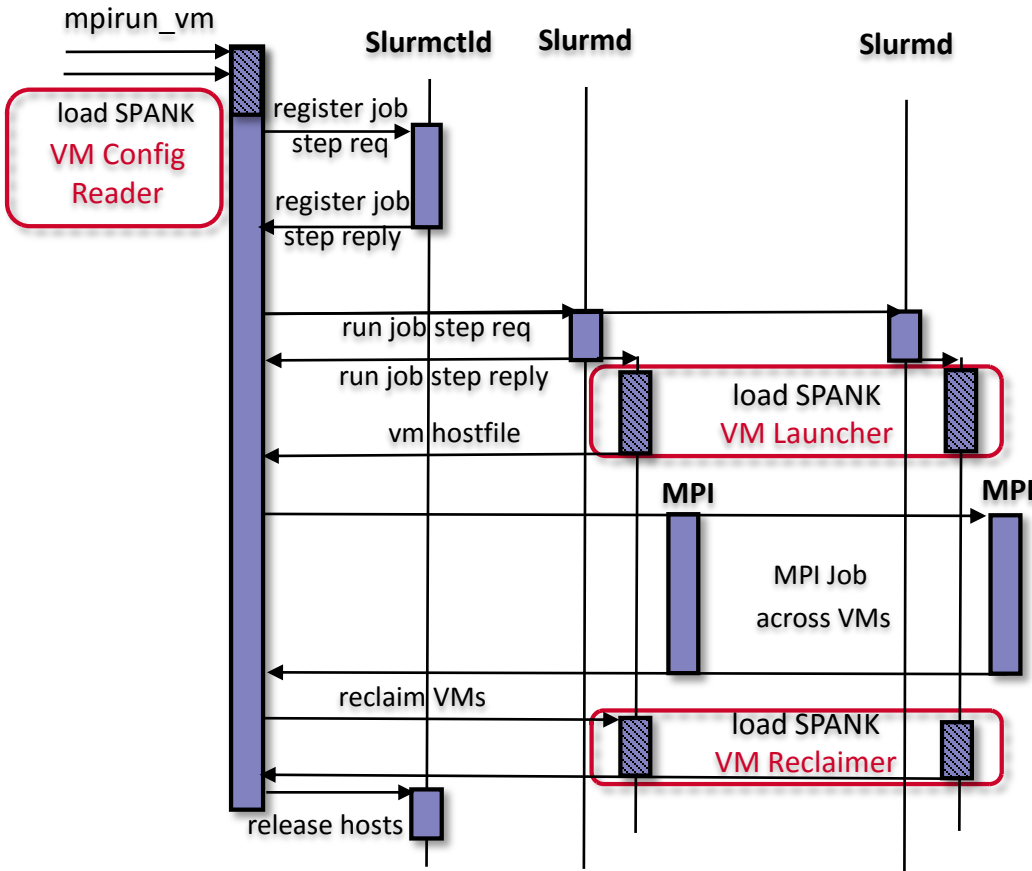 mpirun_vm
Slurmctld
Slurmd
Slurmd
load SPANK
VM Config
Reader
register job
step req
register job
step reply
run job step req
run job step reply
load SPANK
VM Launcher
vm hostfile
MPI
MPI
MPI Job
across VMs
reclaim VMs
load SPANK
VM Reclaimer
release hosts